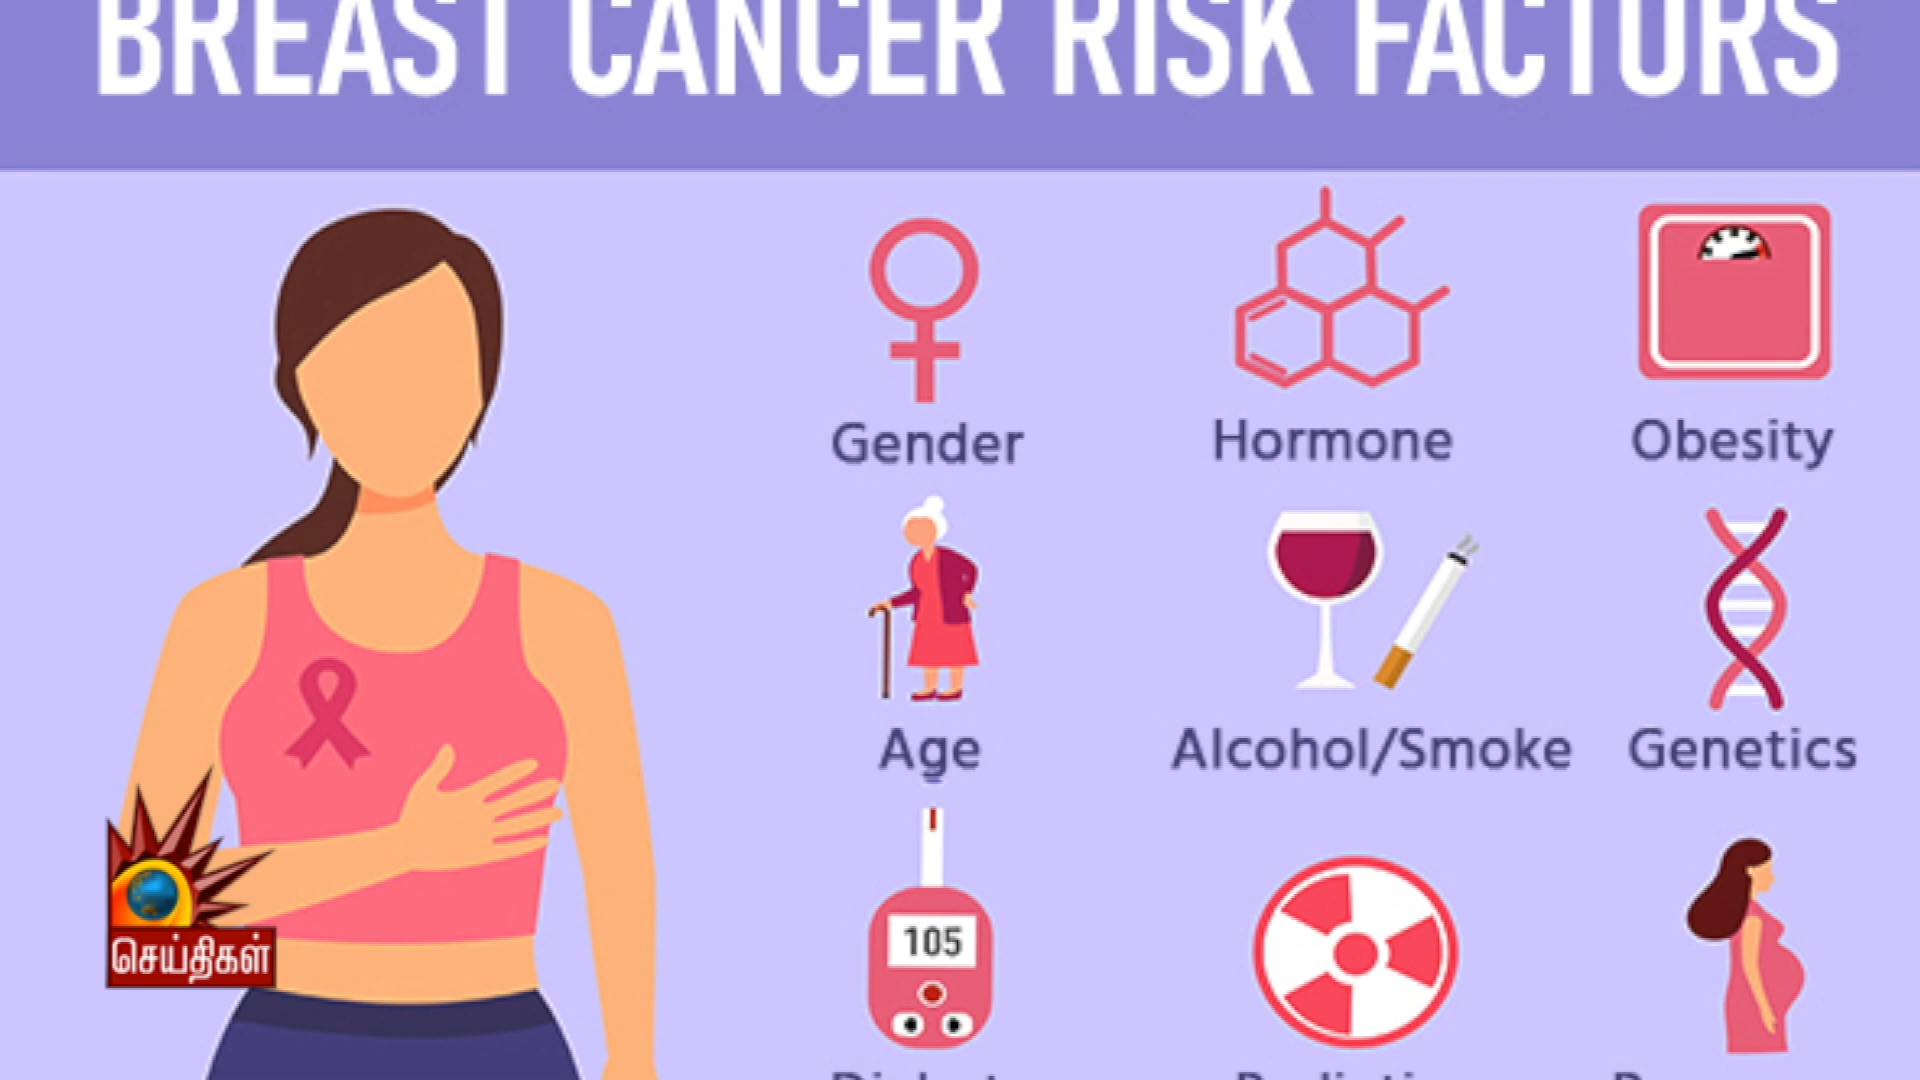 BREAST CANCER RISK FACTORS
Gender
Hormone
Obesity
Age
Alcohol/Smoke
Genetics
105
செய்திகள்